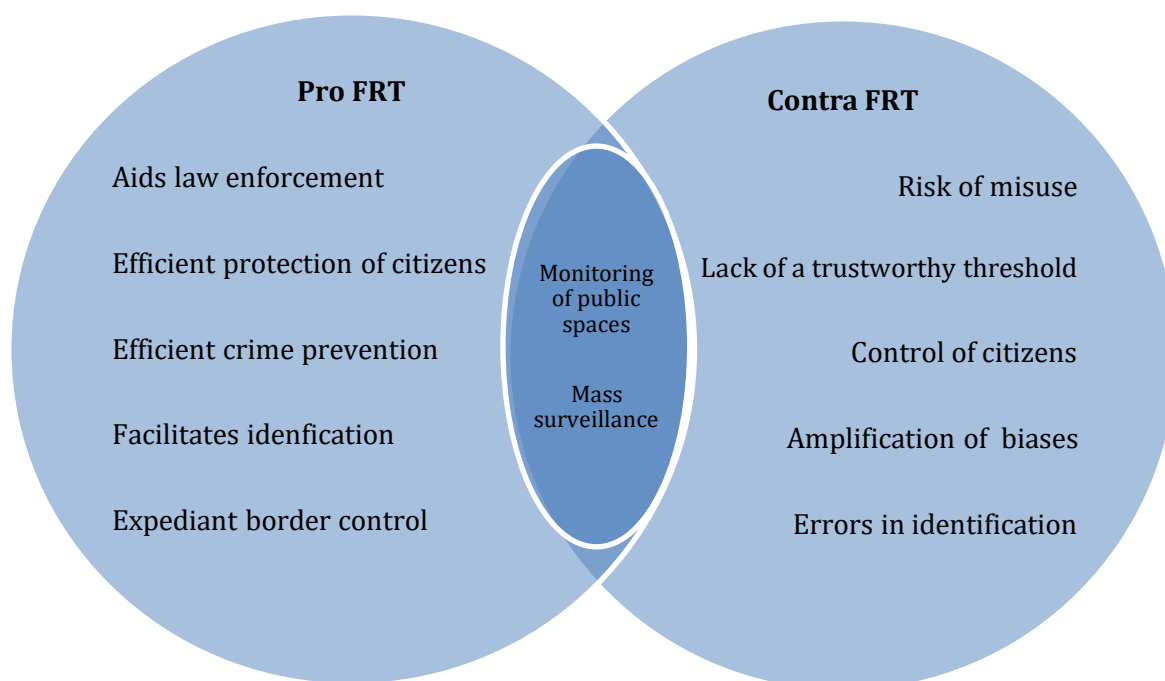 Pro FRT
Aids law enforcement
Efficient protection of citizens
Efficient crime prevention
Facilitates idenfication
Expediant border control
Monitoring
of public
spaces
Mass
surveillance
Contra FRT
Risk of misuse
Lack of a trustworthy threshold
Control of citizens
Amplification of biases
Errors in identification